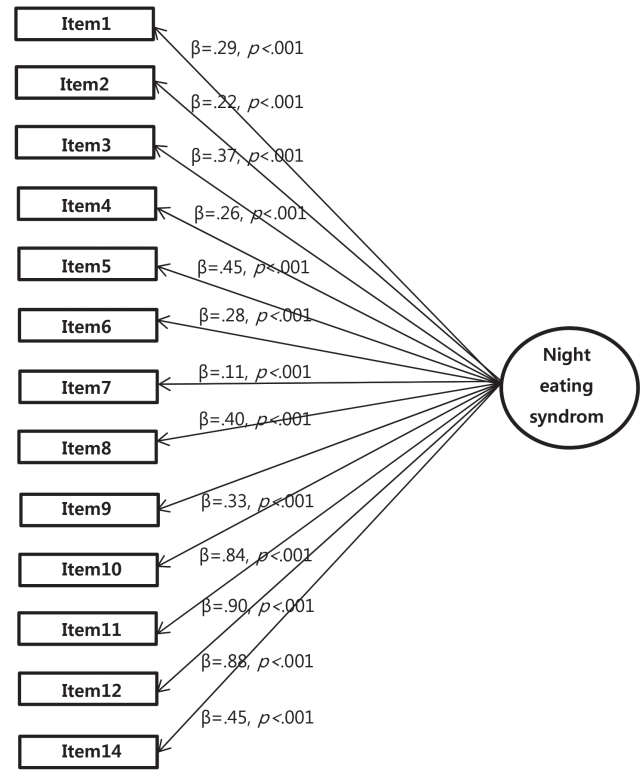 Item1
β=.29, p<.001
Item2
β=.22, p<.001
Item3
β=.37, p<.001
Item4
β=.26, p<.001
Item5
β=.45, p<.001
Item6
β=.28, p<.001
Item7
β=.11, p<.001
Item8
β=.40, p<.001
Item9
β=.33, p<.001
Item10
β=.84, p<.001
Item11
β=.90, p<.001
Item12
β=.88, p<.001
Item14
β=.45, p<.001
Night
eating
syndrom